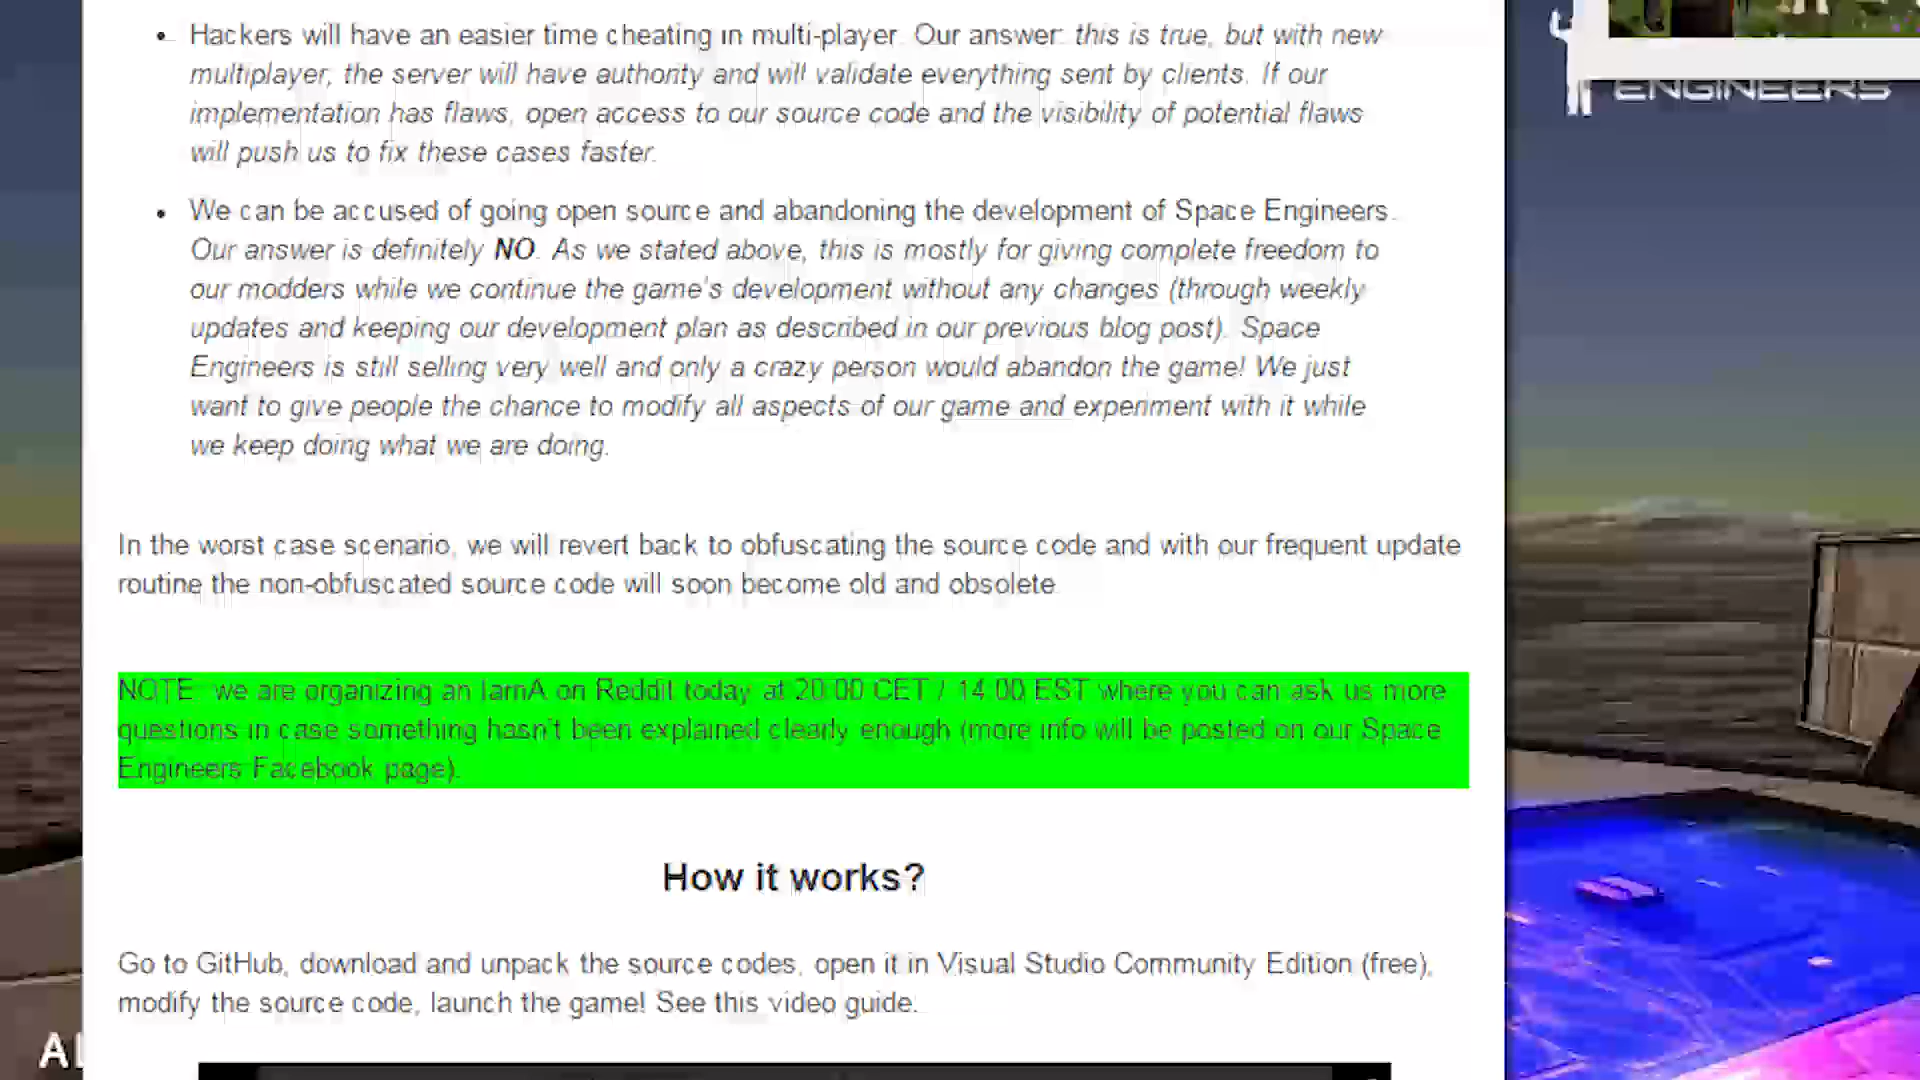 ENGINEERS
• Hackers will have an easier time cheating in multi-player. Our answer: this is true, but with new
multiplayer, the server will have authority and will validate everything sent by clients. If our
implementation has flaws, open access to our source code and the visibility of potential flaws
will push us to fix these cases faster.
• We can be accused of going open source and abandoning the development of Space Engineers.
Our answer is definitely NO. As we stated above, this is mostly for giving complete freedom to
our modders while we continue the game's development without any changes (through weekly
updates and keeping our development plan as described in our previous blog post). Space
Engineers is still selling very well and only a crazy person would abandon the game! We just
want to give people the chance to modify all aspects of our game and experiment with it while
we keep doing what we are doing.
In the worst case scenario, we will revert back to obfuscating the source code and with our frequent update
routine the non-obfuscated source code will soon become old and obsolete.
NOTE: we are organizing an IamA on Reddit today at 20:00 CET / 14:00 EST where you can ask us more
questions in case something hasn't been explained clearly enough (more info will be posted on our Space
Engineers Facebook page).
How it works?
Go to GitHub, download and unpack the source codes, open it in Visual Studio Community Edition (free),
modify the source code, launch the game! See this video guide: